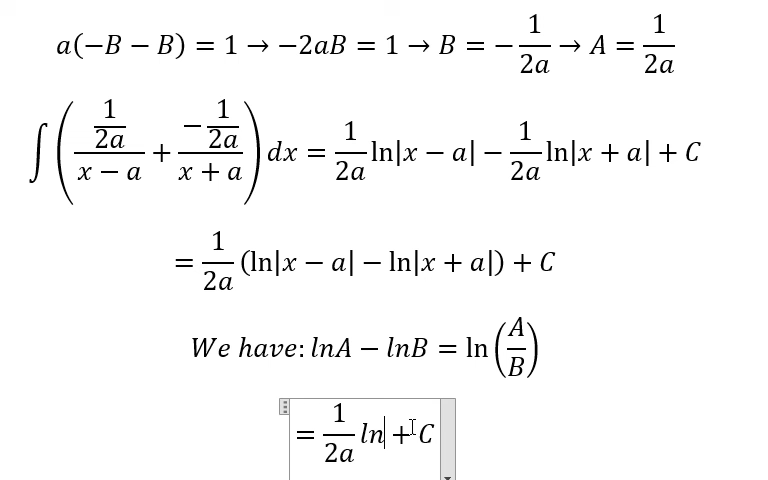 a(−B − B) = 1 → −2aB = 1 → B = −1/2a → A = 1/2a
∫((1/2a)/(x − a) + (−1/2a)/(x + a)) dx = 1/2a ln|x − a| − 1/2a ln|x + a| + C
= 1/2a (ln|x − a| − ln|x + a|) + C
We have: lnA − lnB = ln(A/B)
= 1/2a ln + C